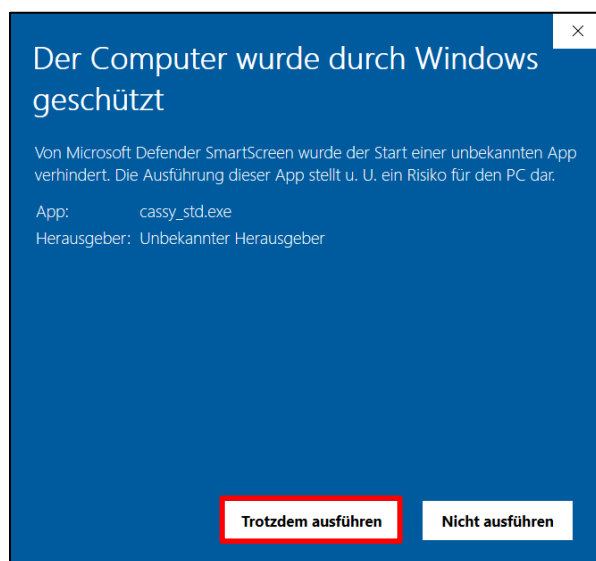 Der Computer wurde durch Windows
geschützt
Von Microsoft Defender SmartScreen wurde der Start einer unbekannten App
verhindert. Die Ausführung dieser App stellt u. U. ein Risiko für den PC dar.
App: cassy_std.exe
Herausgeber: Unbekannter Herausgeber
Trotzdem ausführen Nicht ausführen